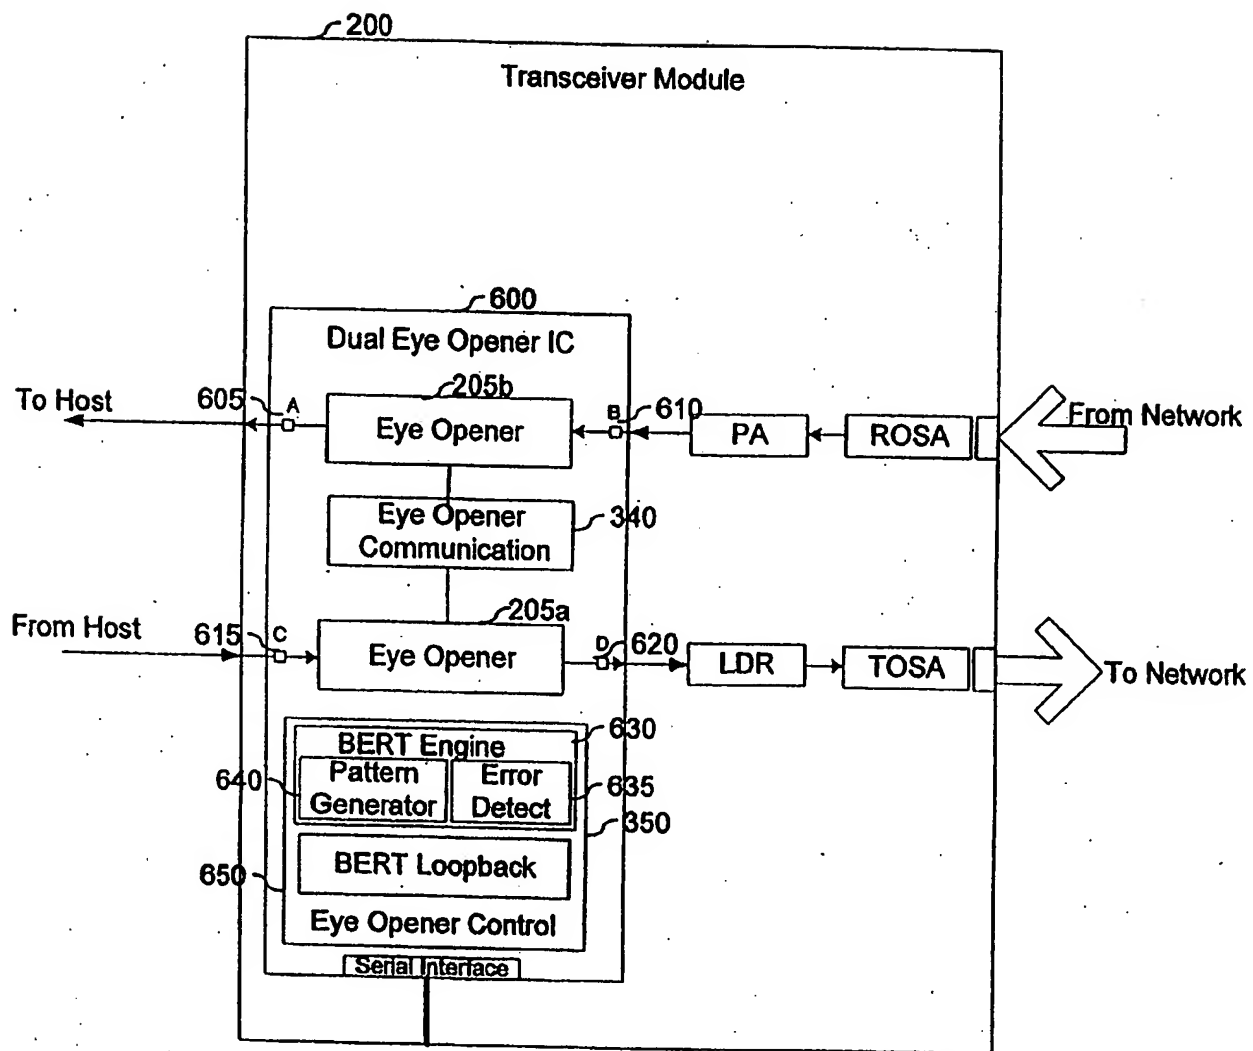 200
Transceiver Module
600
Dual Eye Opener IC
205b
To Host
605
A
Eye Opener
B
610
PA
ROSA
From Network
Eye Opener
Communication
340
205a
From Host
615
C
Eye Opener
D
620
LDR
TOSA
To Network
BERT Engine
630
640
Pattern
Generator
Error
Detect
635
350
BERT Loopback
650
Eye Opener Control
Serial Interface